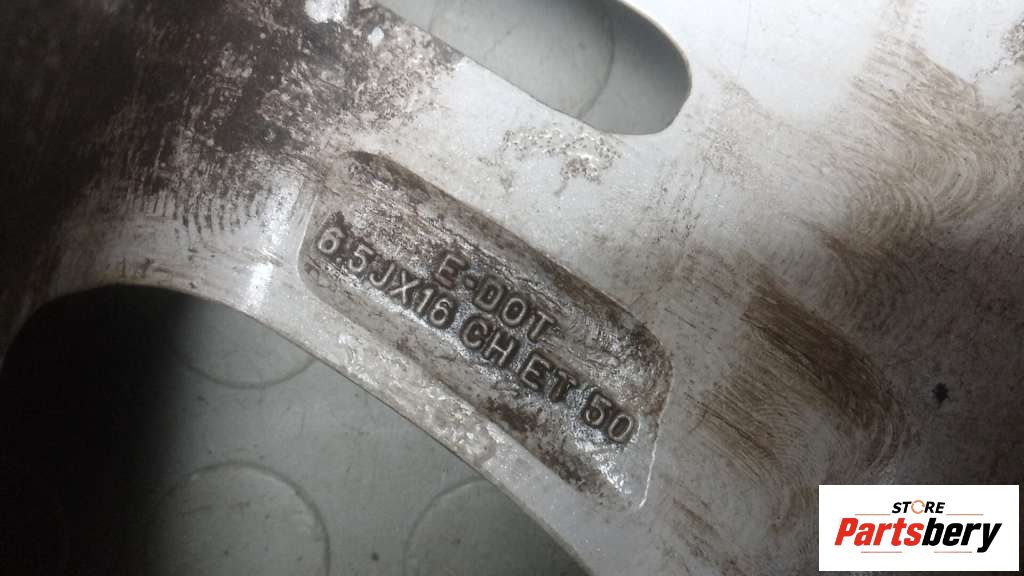 E-DOT
6.5JX16 CH ET 50
STORE
Partsbery